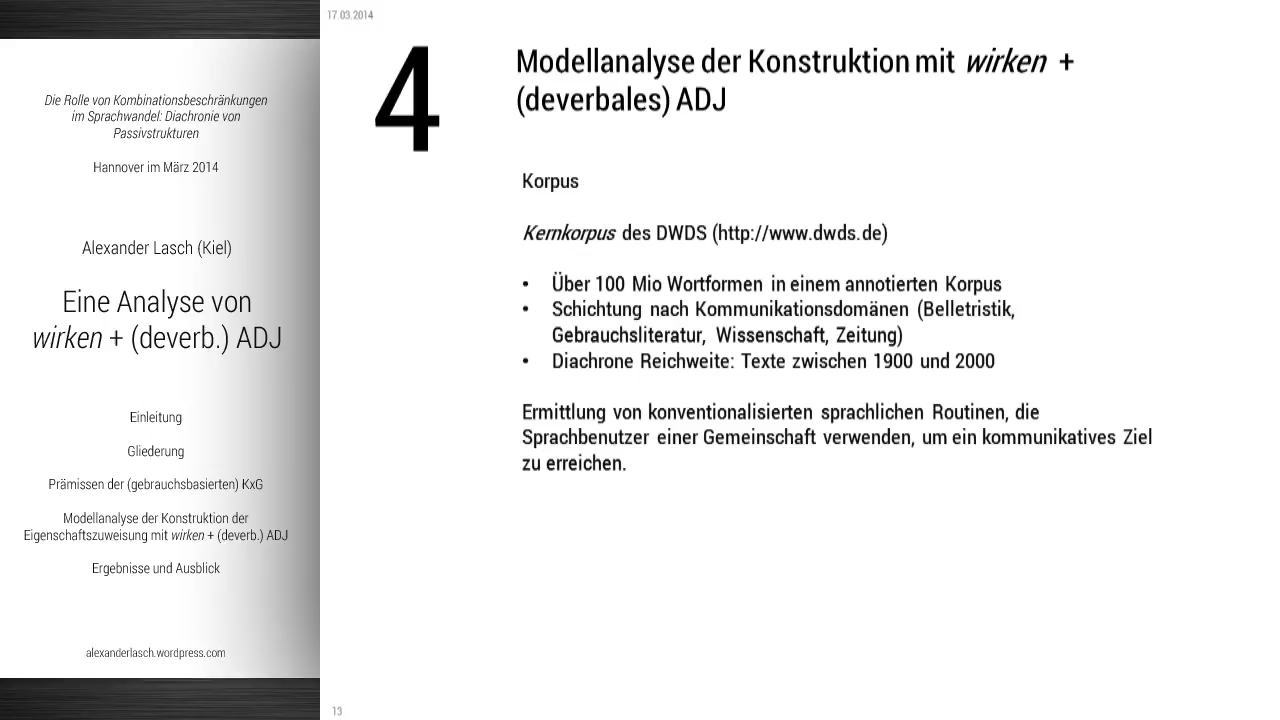 17.03.2014
Die Rolle von Kombinationsbeschränkungen
im Sprachwandel: Diachronie von
Passivstrukturen
Hannover im März 2014
Alexander Lasch (Kiel)
Eine Analyse von
wirken + (deverb.) ADJ
Einleitung
Gliederung
Prämissen der (gebrauchsbasierten) KxG
Modellanalyse der Konstruktion der
Eigenschaftszuweisung mit wirken + (deverb.) ADJ
Ergebnisse und Ausblick
alexanderlasch.wordpress.com
4
Modellanalyse der Konstruktion mit wirken +
(deverbales) ADJ
Korpus
Kernkorpus des DWDS (http://www.dwds.de)
• Über 100 Mio Wortformen in einem annotierten Korpus
• Schichtung nach Kommunikationsdomänen (Belletristik,
Gebrauchsliteratur, Wissenschaft, Zeitung)
• Diachrone Reichweite: Texte zwischen 1900 und 2000
Ermittlung von konventionalisierten sprachlichen Routinen, die
Sprachbenutzer einer Gemeinschaft verwenden, um ein kommunikatives Ziel
zu erreichen.
13